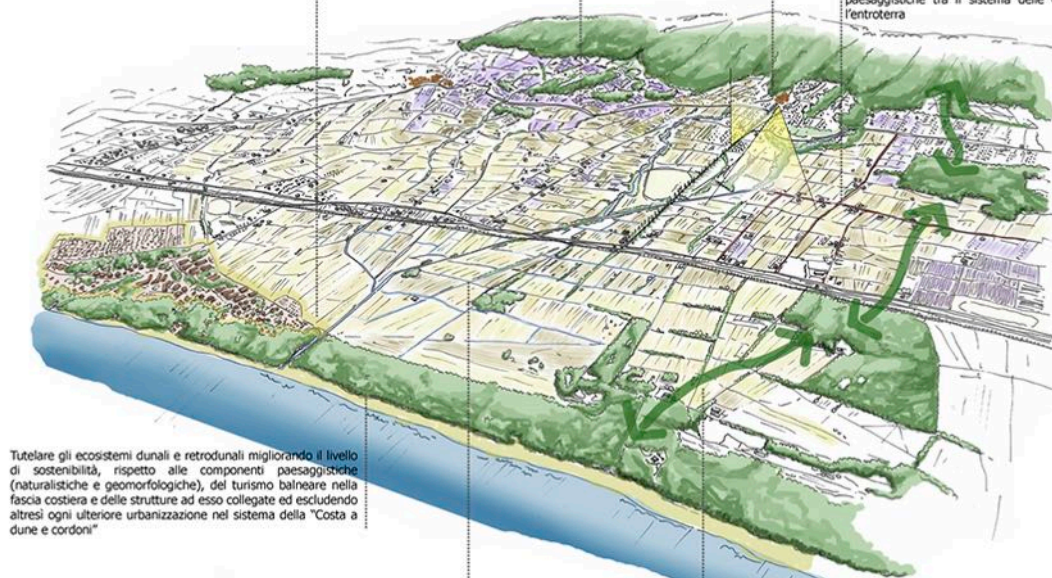 paesaggistiche tra il sistema delle
l'entroterra
Tutelare gli ecosistemi dunali e retrodunali migliorando il livello
di sostenibilità, rispetto alle componenti paesaggistiche
(naturalistiche e geomorfologiche), del turismo balneare nella
fascia costiera e delle strutture ad esso collegate ed escludendo
altresì ogni ulteriore urbanizzazione nel sistema della "Costa a
dune e cordoni"